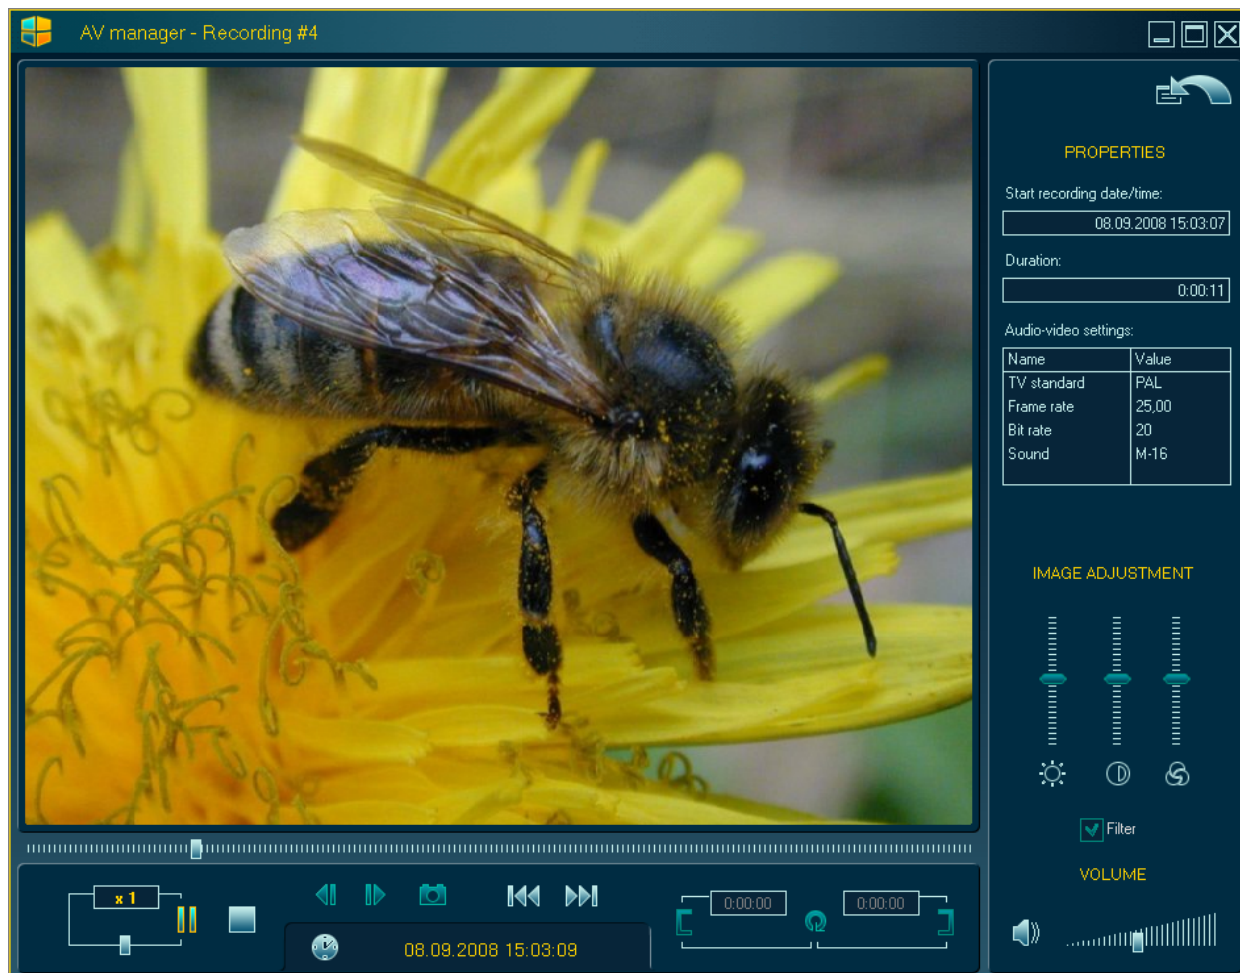 AV manager - Recording #4
PROPERTIES
Start recording date/time:
08.09.2008 15:03:07
Duration:
0:00:11
Audio-video settings:
Name Value
TV standard PAL
Frame rate 25,00
Bit rate 20
Sound M-16
IMAGE ADJUSTMENT
Filter
VOLUME
x 1
0:00:00 0:00:00
08.09.2008 15:03:09